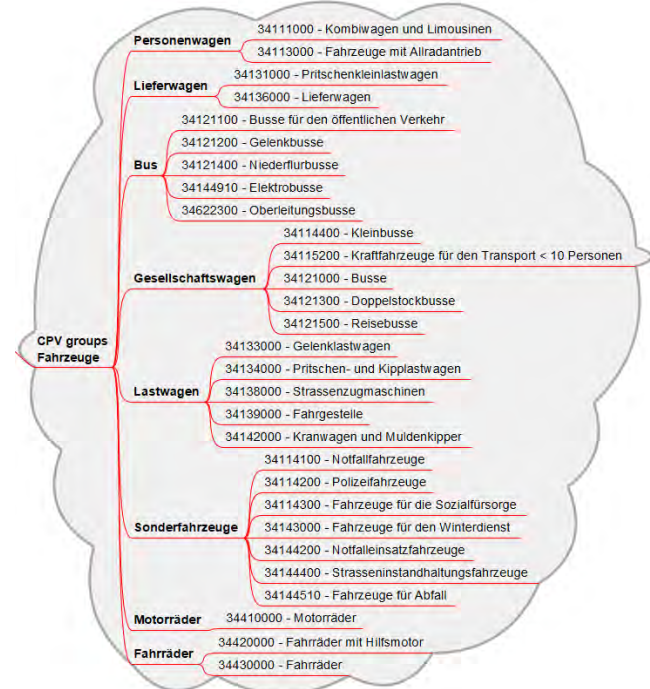 CPV groups
Fahrzeuge
Personenwagen
34111000 - Kombiwagen und Limousinen
34113000 - Fahrzeuge mit Allradantrieb
Lieferwagen
34131000 - Pritschenkleinlastwagen
34136000 - Lieferwagen
Bus
34121100 - Busse für den öffentlichen Verkehr
34121200 - Gelenkbusse
34121400 - Niederflurbusse
34144910 - Elektrobusse
34622300 - Oberleitungsbusse
Gesellschaftswagen
34114400 - Kleinbusse
34115200 - Kraftfahrzeuge für den Transport < 10 Personen
34121000 - Busse
34121300 - Doppelstockbusse
34121500 - Reisebusse
Lastwagen
34133000 - Gelenklastwagen
34134000 - Pritschen- und Kipplastwagen
34138000 - Strassenzugmaschinen
34139000 - Fahrgestelle
34142000 - Kranwagen und Muldenkipper
Sonderfahrzeuge
34114100 - Notfallfahrzeuge
34114200 - Polizeifahrzeuge
34114300 - Fahrzeuge für die Sozialfürsorge
34143000 - Fahrzeuge für den Winterdienst
34144200 - Notfalleinsatzfahrzeuge
34144400 - Strasseninstandhaltungsfahrzeuge
34144510 - Fahrzeuge für Abfall
Motorräder
34410000 - Motorräder
Fahrräder
34420000 - Fahrräder mit Hilfsmotor
34430000 - Fahrräder